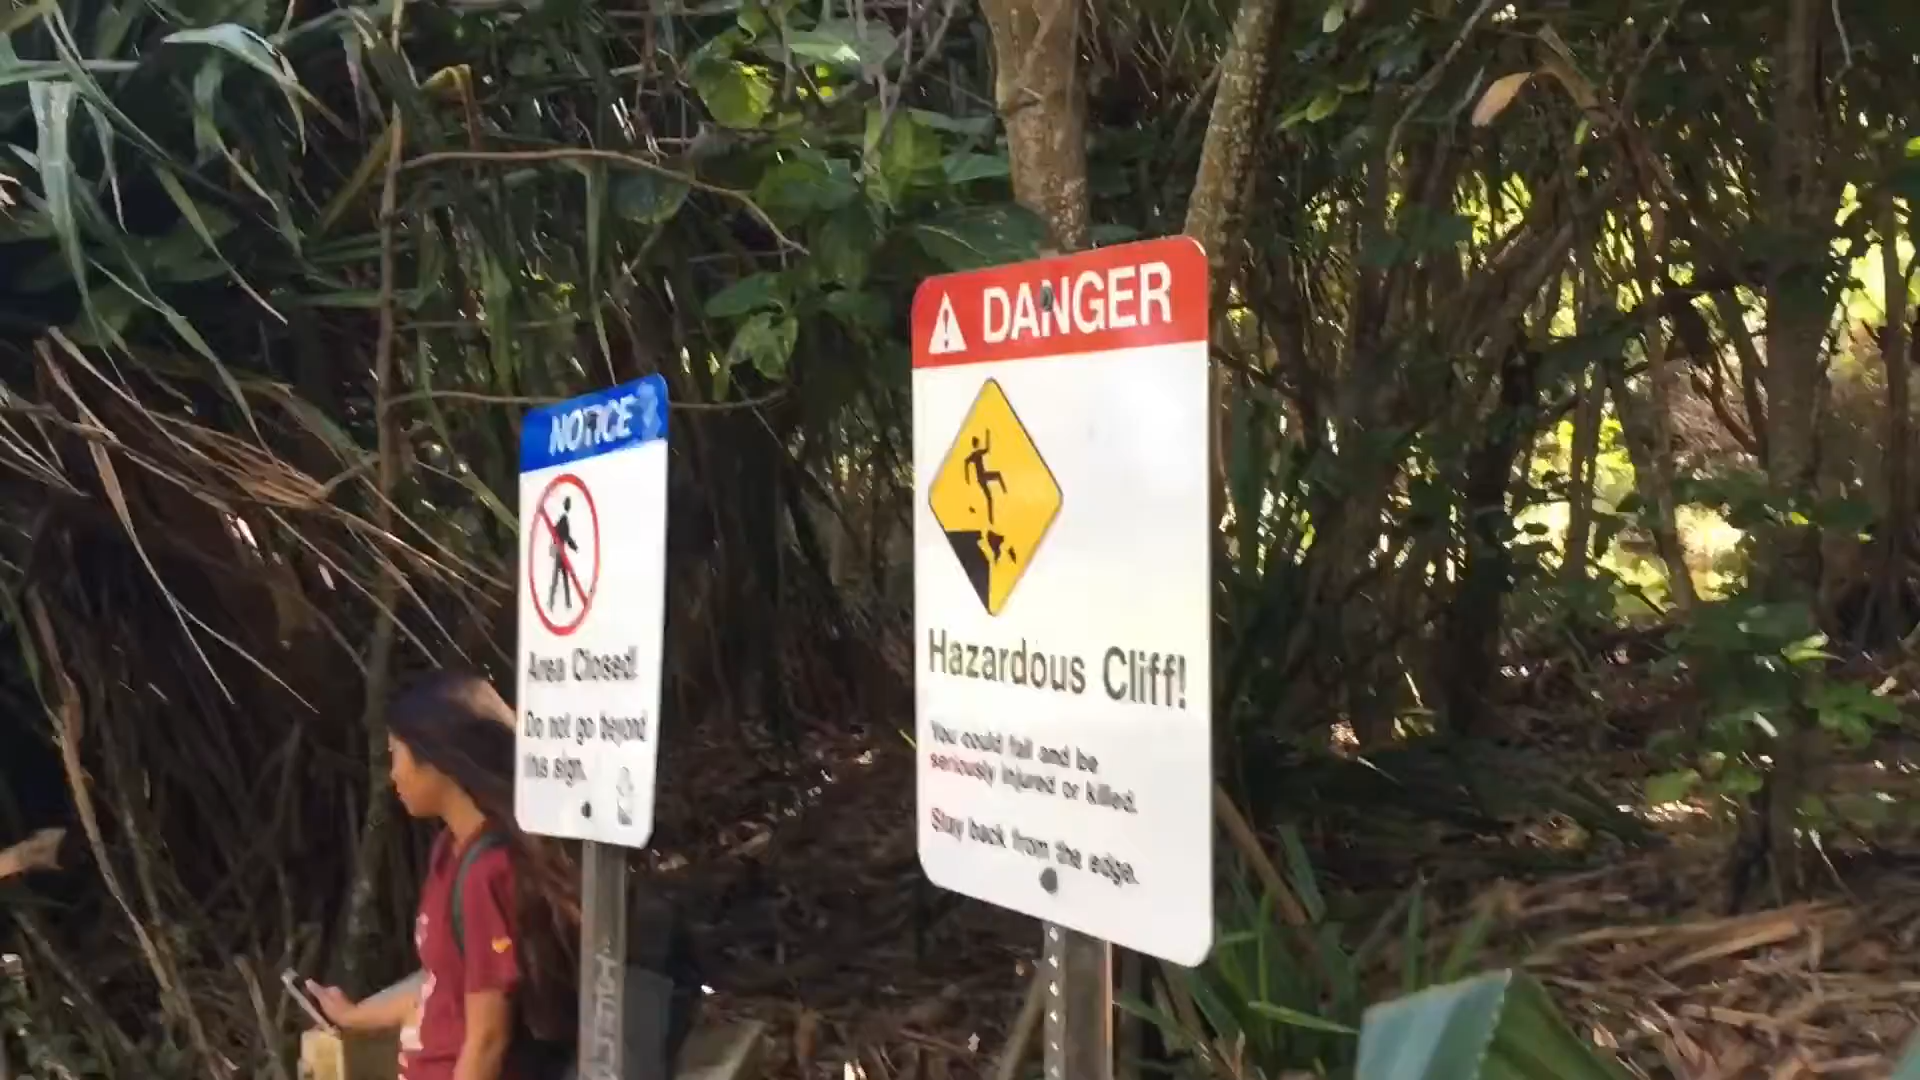 NOTICE
Area Closed!
Do not go beyond
this sign.
DANGER
Hazardous Cliff!
You could fall and be
seriously injured or killed.
Stay back from the edge.